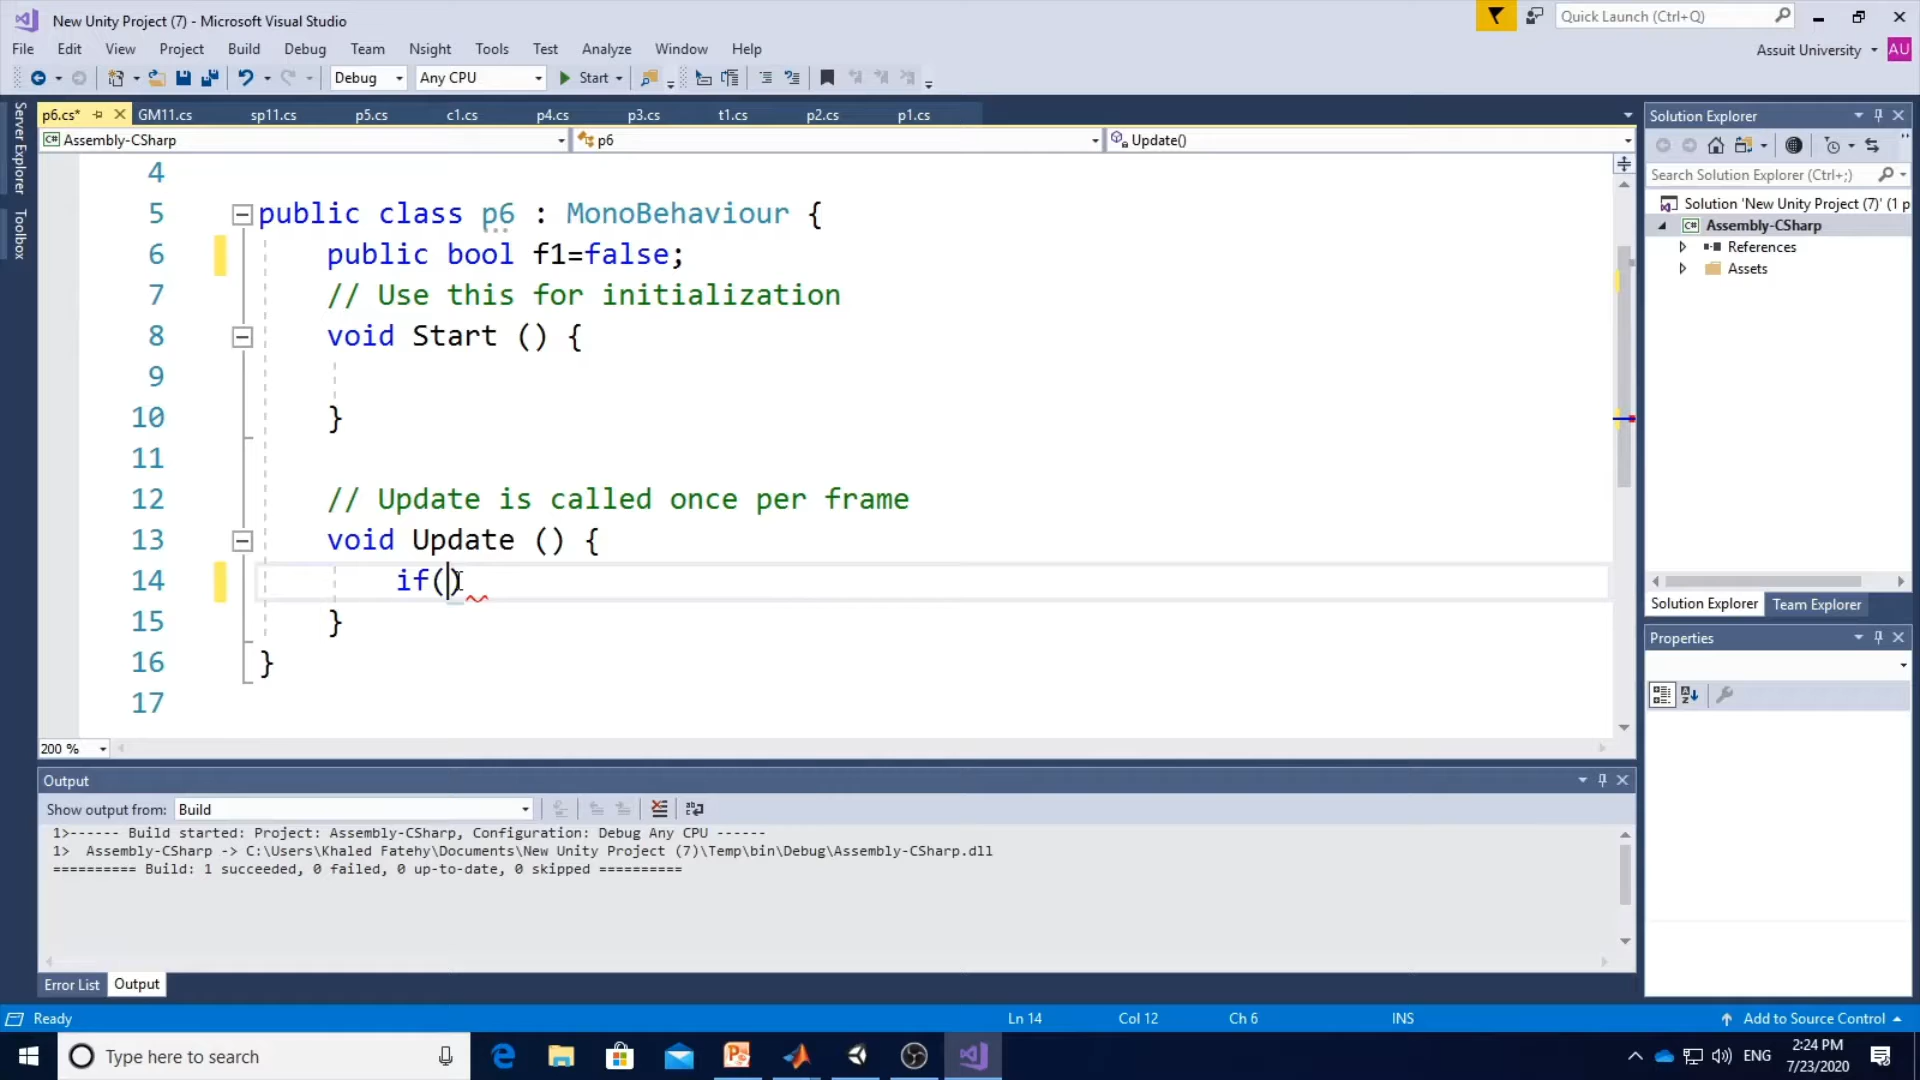 New Unity Project (7) - Microsoft Visual Studio
Quick Launch (Ctrl+Q)
File Edit View Project Build Debug Team Nsight Tools Test Analyze Window Help
Assuit University AU
Debug Any CPU Start
Server Explorer
Toolbox
p6.cs* GM11.cs sp11.cs p5.cs c1.cs p4.cs p3.cs t1.cs p2.cs p1.cs
Assembly-CSharp p6 Update()
4
5 public class p6 : MonoBehaviour {
6 public bool f1=false;
7 // Use this for initialization
8 void Start () {
9
10 }
11
12 // Update is called once per frame
13 void Update () {
14 if()
15 }
16 }
17
200 %
Solution Explorer
Search Solution Explorer (Ctrl+;)
Solution 'New Unity Project (7)' (1 p
Assembly-CSharp
References
Assets
Solution Explorer Team Explorer
Properties
Output
Show output from: Build
1>------ Build started: Project: Assembly-CSharp, Configuration: Debug Any CPU ------
1> Assembly-CSharp -> C:\Users\Khaled Fatehy\Documents\New Unity Project (7)\Temp\bin\Debug\Assembly-CSharp.dll
========== Build: 1 succeeded, 0 failed, 0 up-to-date, 0 skipped ==========
Error List Output
Ready Ln 14 Col 12 Ch 6 INS Add to Source Control
Type here to search
ENG
2:24 PM
7/23/2020